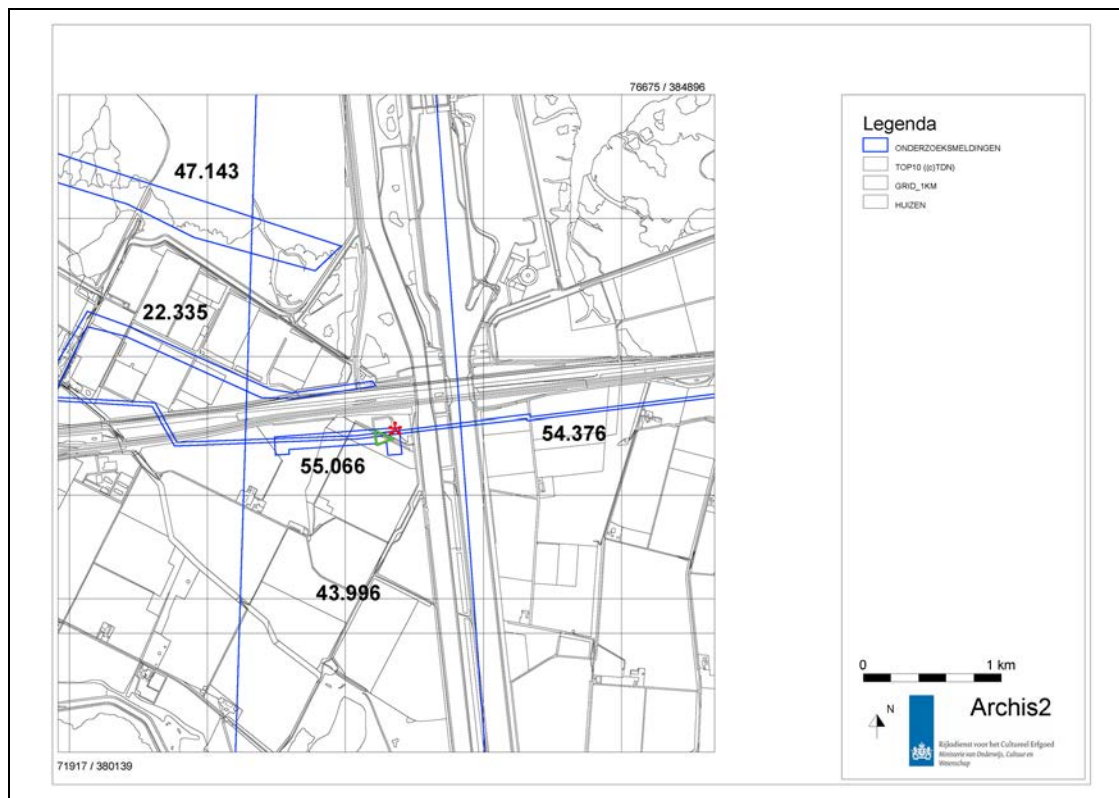 76675 / 384896
47.143
22.335
54.376
55.066
43.996
71917 / 380139
Legenda
ONDERZOEKSMELDINGEN
TOP10 ((c)TDN)
GRID_1KM
HUIZEN
0 1 km
N
Archis2
Rijksdienst voor het Cultureel Erfgoed
Ministerie van Onderwijs, Cultuur en
Wetenschap